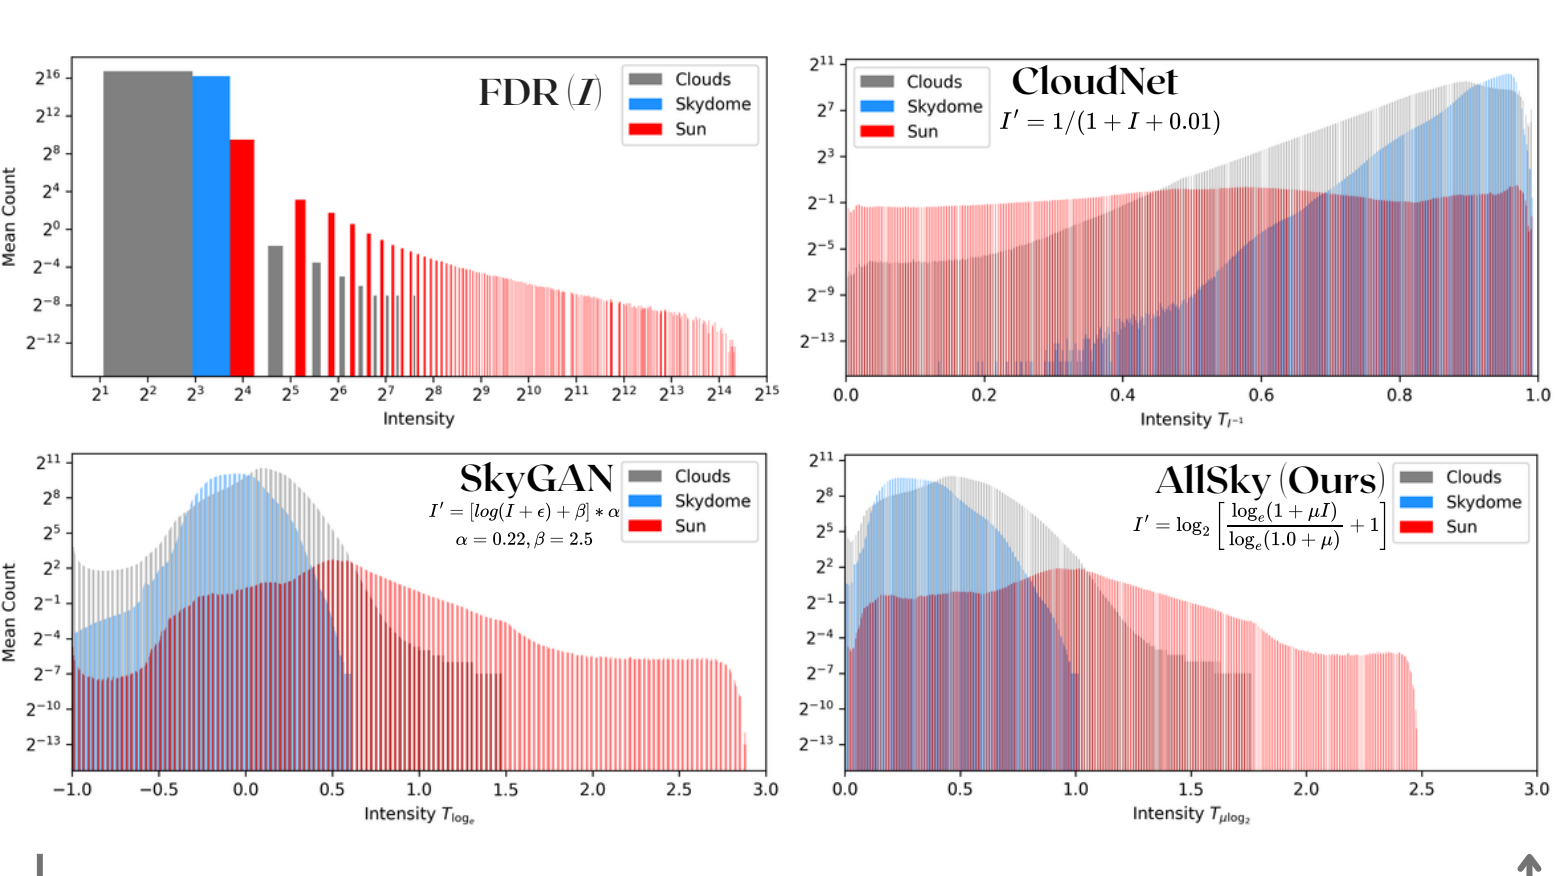 FDR (I)
Clouds
Skydome
Sun
2^16
2^12
2^8
2^4
2^0
2^−4
2^−8
2^−12
Mean Count
2^1 2^2 2^3 2^4 2^5 2^6 2^7 2^8 2^9 2^10 2^11 2^12 2^13 2^14 2^15
Intensity
CloudNet
I′ = 1/(1 + I + 0.01)
Clouds
Skydome
Sun
2^11
2^7
2^3
2^−1
2^−5
2^−9
2^−13
0.0 0.2 0.4 0.6 0.8 1.0
Intensity T_I^−1
SkyGAN
I′ = [log(I + ϵ) + β] ∗ α
α = 0.22, β = 2.5
Clouds
Skydome
Sun
2^11
2^8
2^5
2^2
2^−1
2^−4
2^−7
2^−10
2^−13
Mean Count
−1.0 −0.5 0.0 0.5 1.0 1.5 2.0 2.5 3.0
Intensity T_log_e
AllSky (Ours)
I′ = log_2 [ log_e(1 + μI) / log_e(1.0 + μ) + 1 ]
Clouds
Skydome
Sun
2^11
2^8
2^5
2^2
2^−1
2^−4
2^−7
2^−10
2^−13
0.0 0.5 1.0 1.5 2.0 2.5 3.0
Intensity T_μlog_2